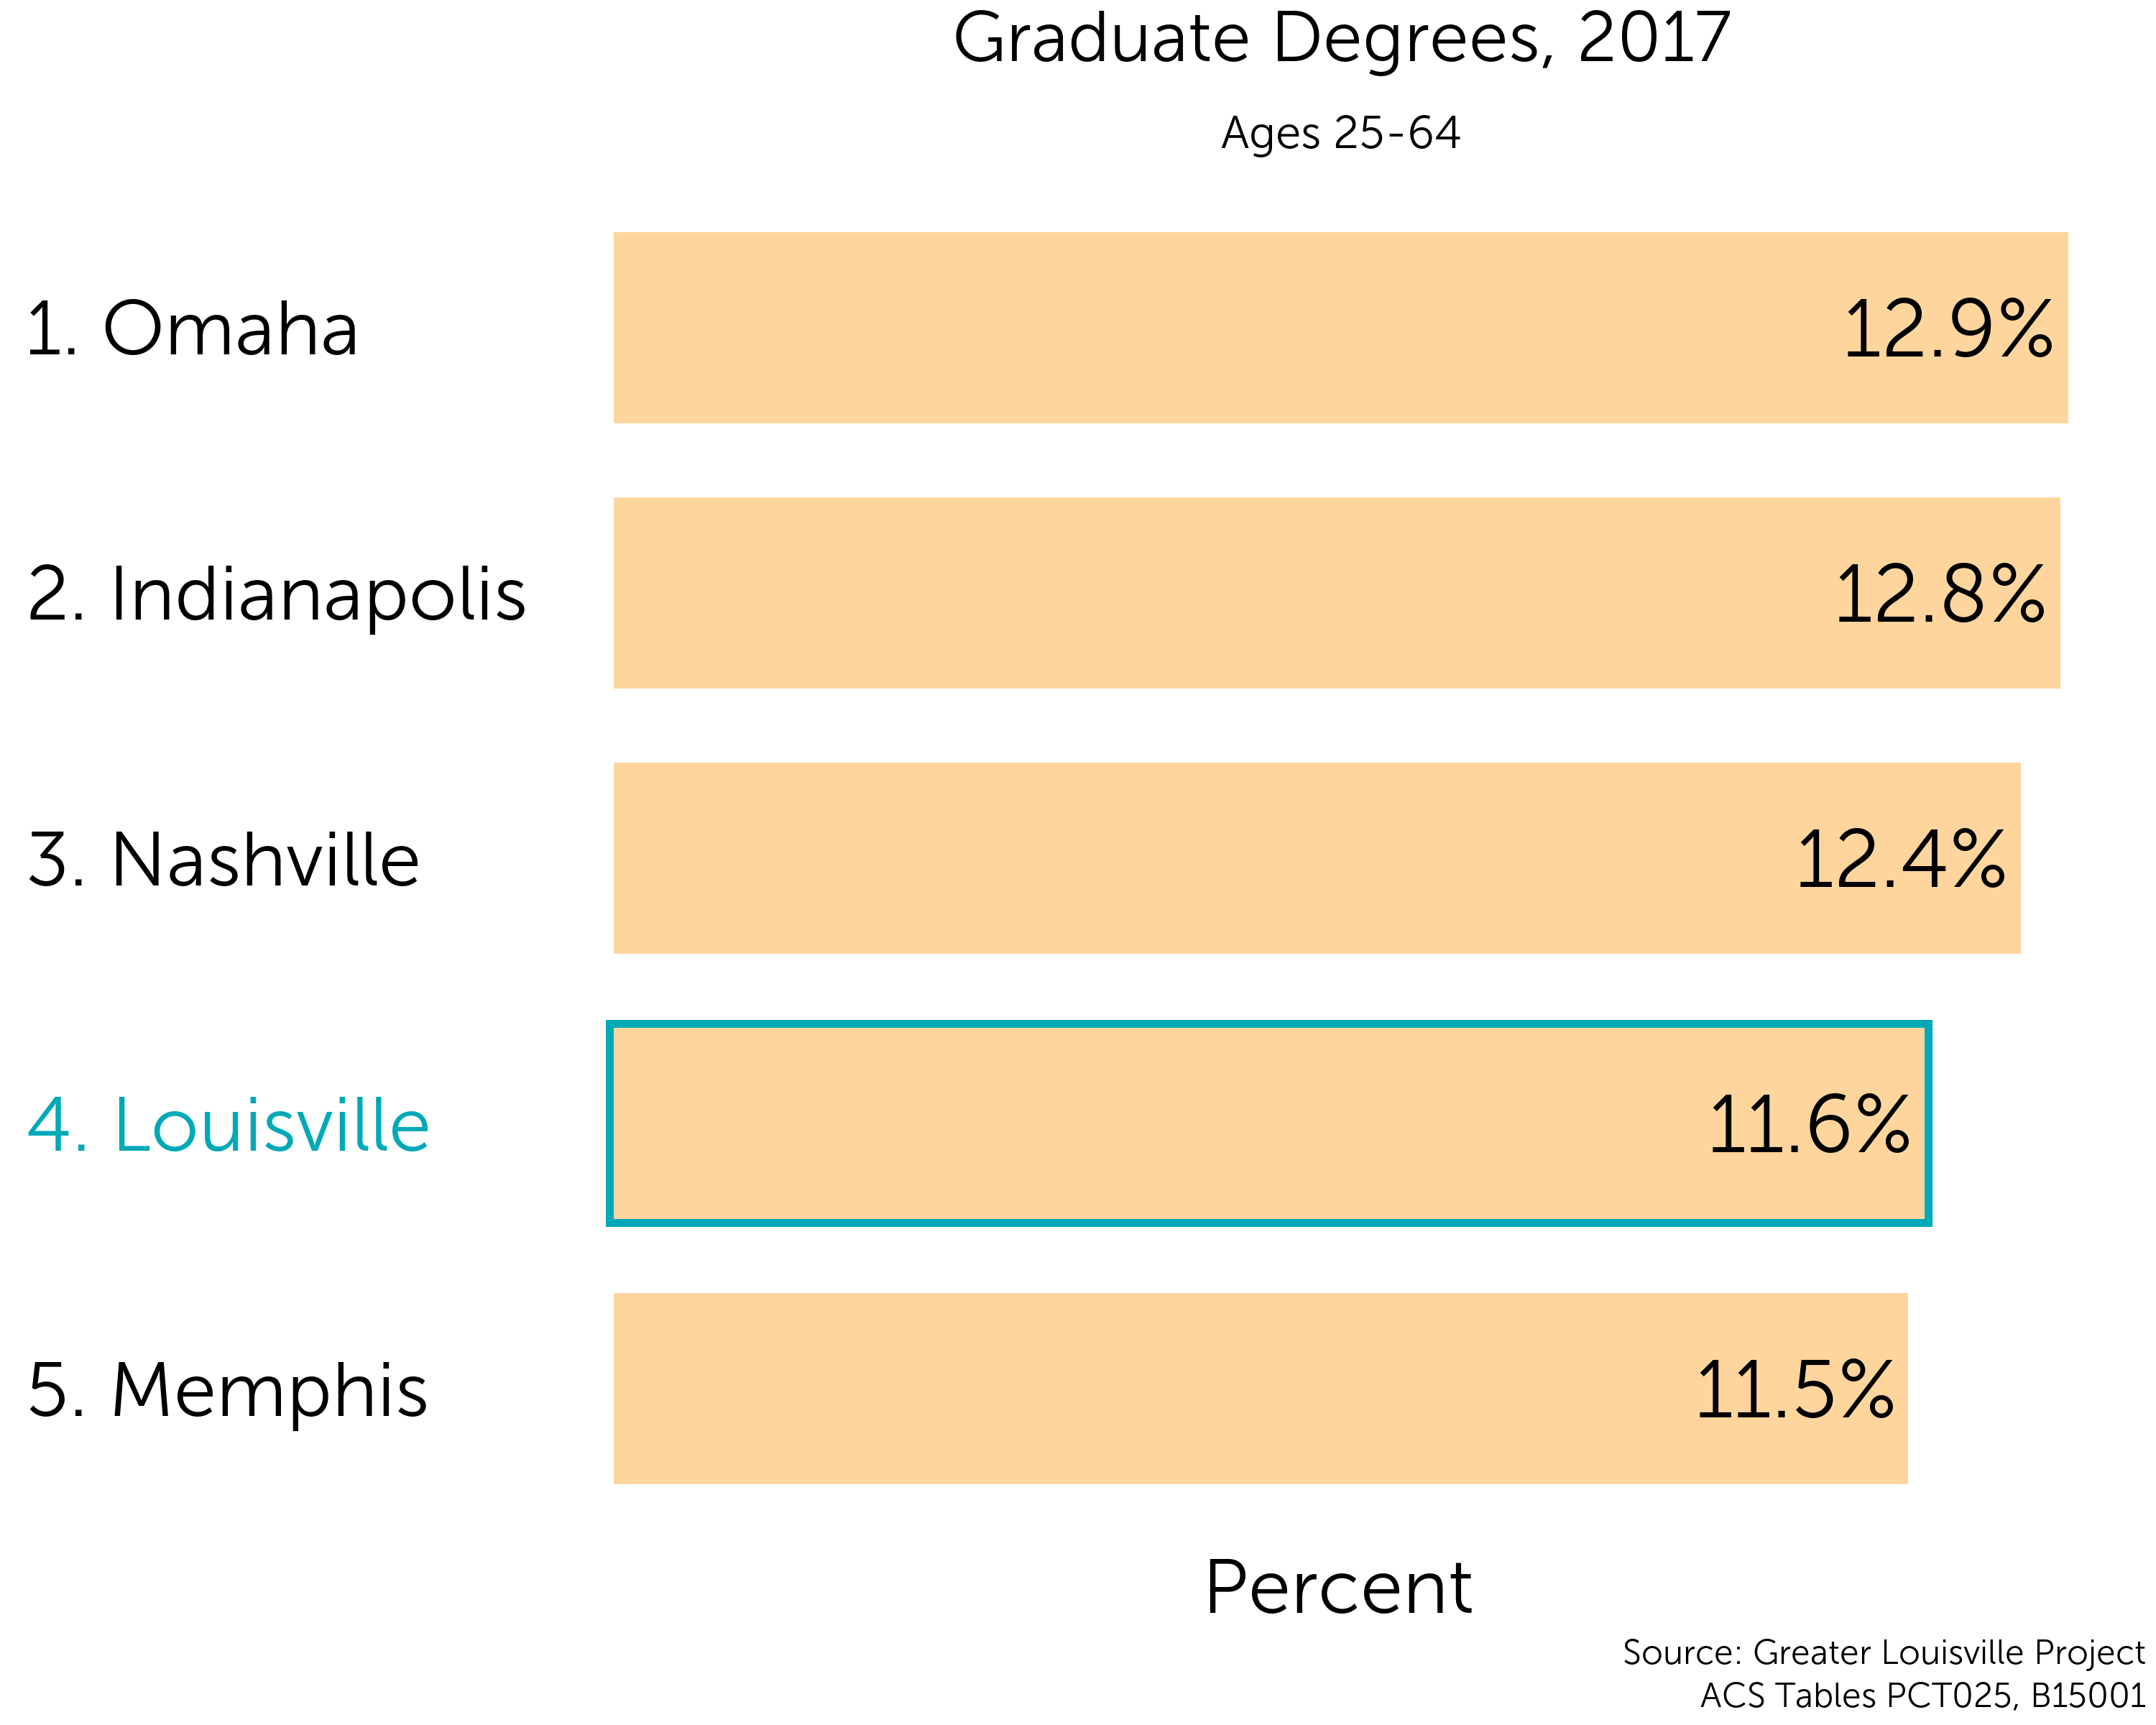 Graduate Degrees, 2017
Ages 25-64
1. Omaha 12.9%
2. Indianapolis 12.8%
3. Nashville 12.4%
4. Louisville 11.6%
5. Memphis 11.5%
Percent
Source: Greater Louisville Project
ACS Tables PCT025, B15001